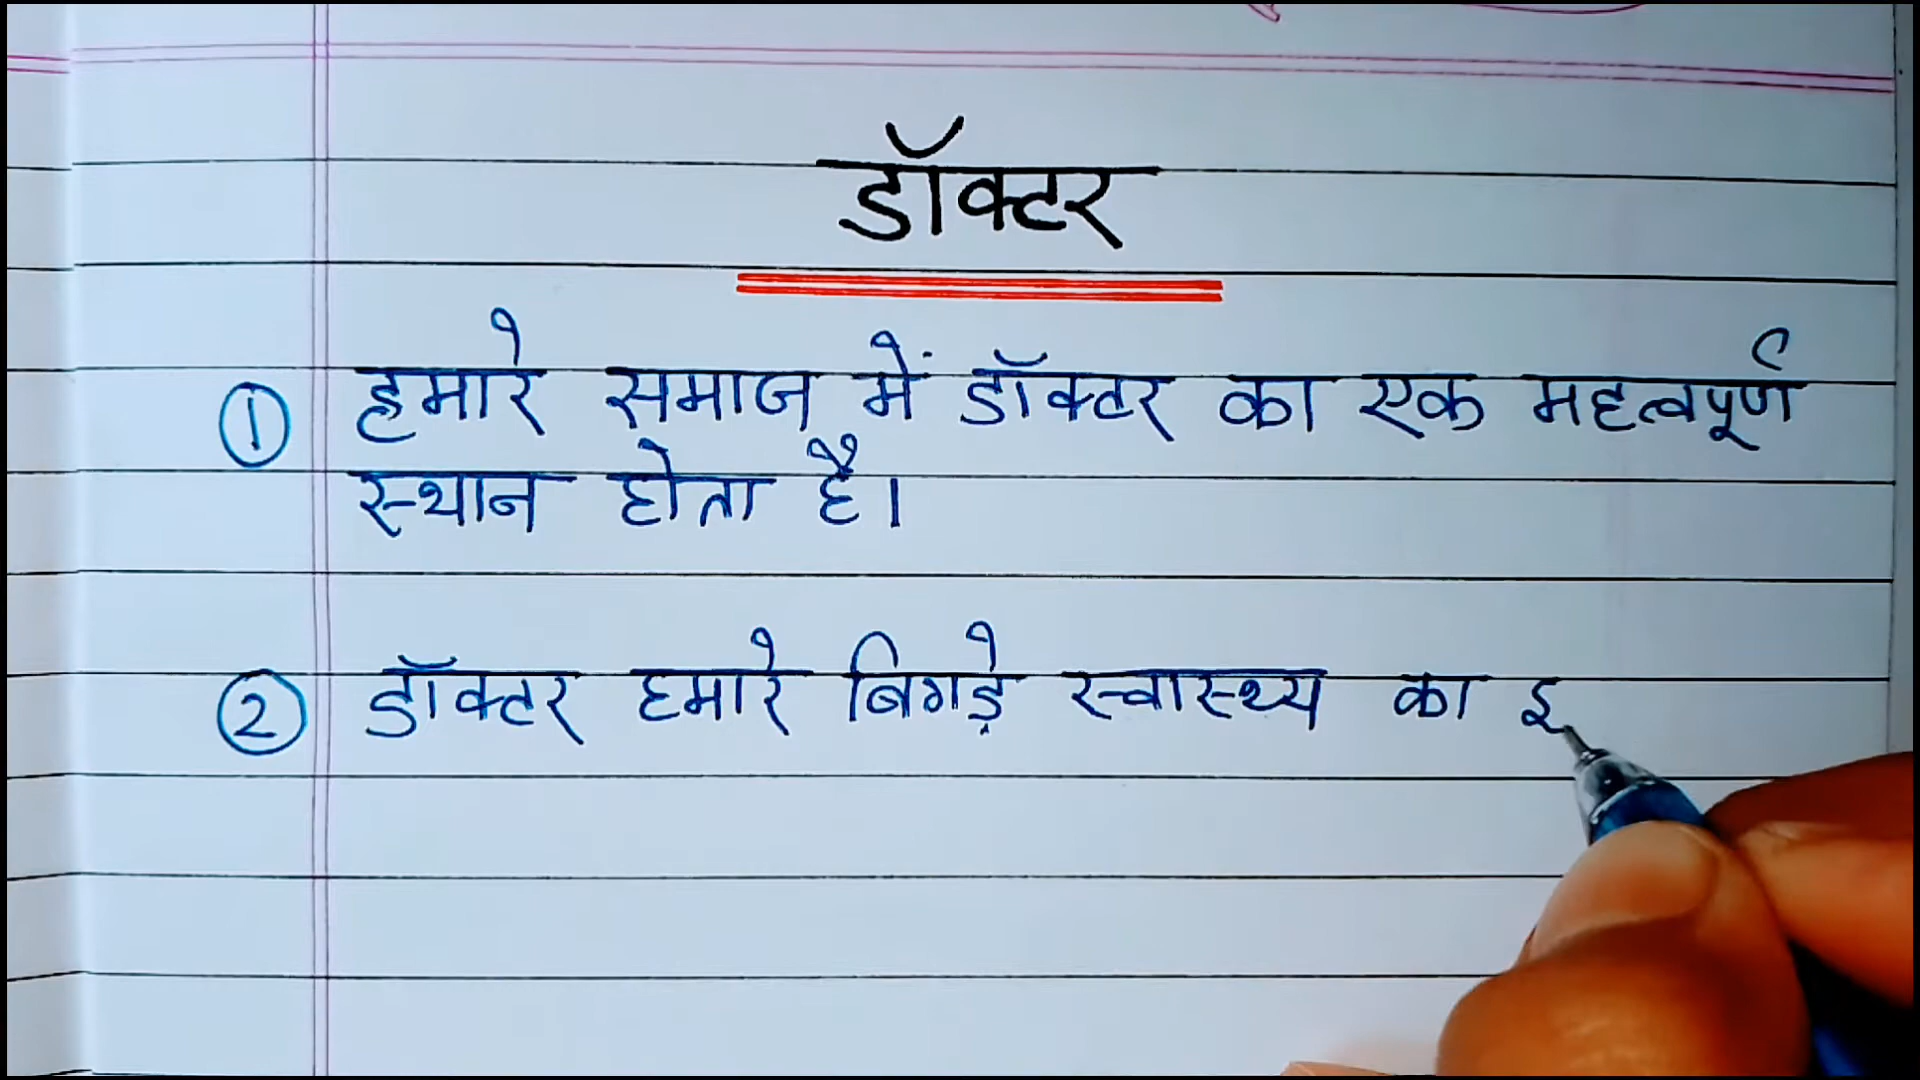 डॉक्टर
① हमारे समाज में डॉक्टर का एक महत्वपूर्ण
स्थान होता है।
② डॉक्टर हमारे बिगड़े स्वास्थ्य का इ